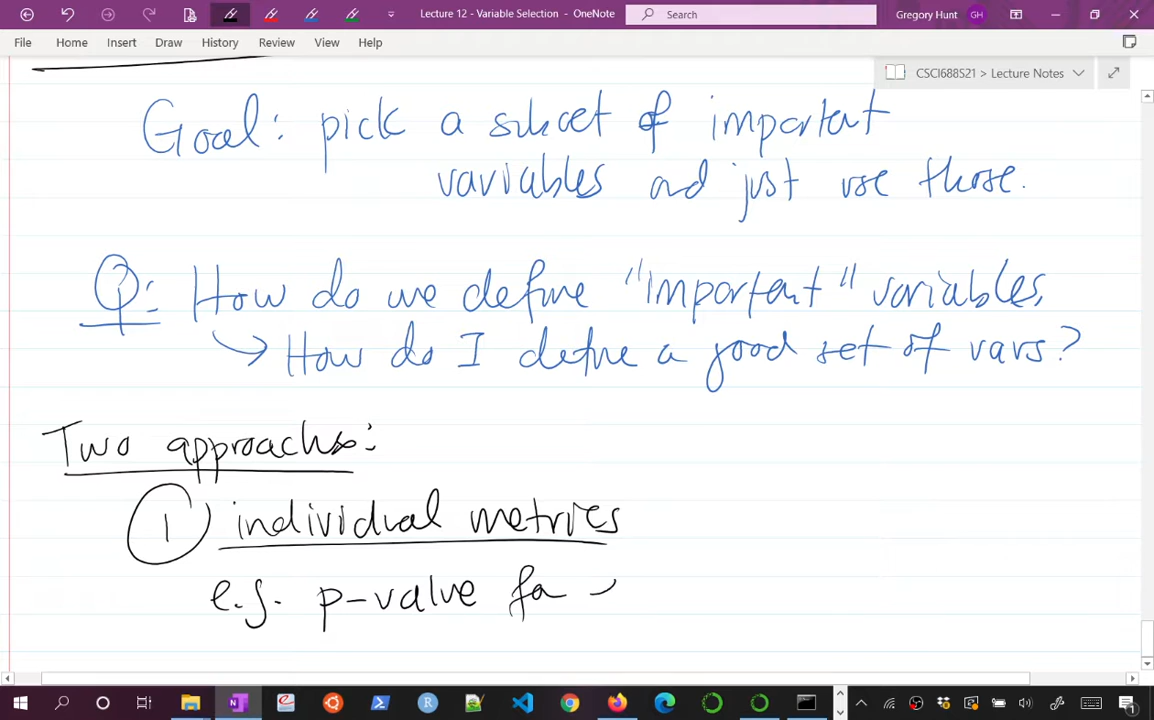 Lecture 12 - Variable Selection - OneNote
Search
Gregory Hunt
GH
File Home Insert Draw View History Review View Help
CSCI688S21 > Lecture Notes
Goal: pick a subset of important
variables and just use those.
Q: How do we define "important" variables,
How do I define a good set of vars?
Two approachs:
1 individual metrics
e.g. p-value for